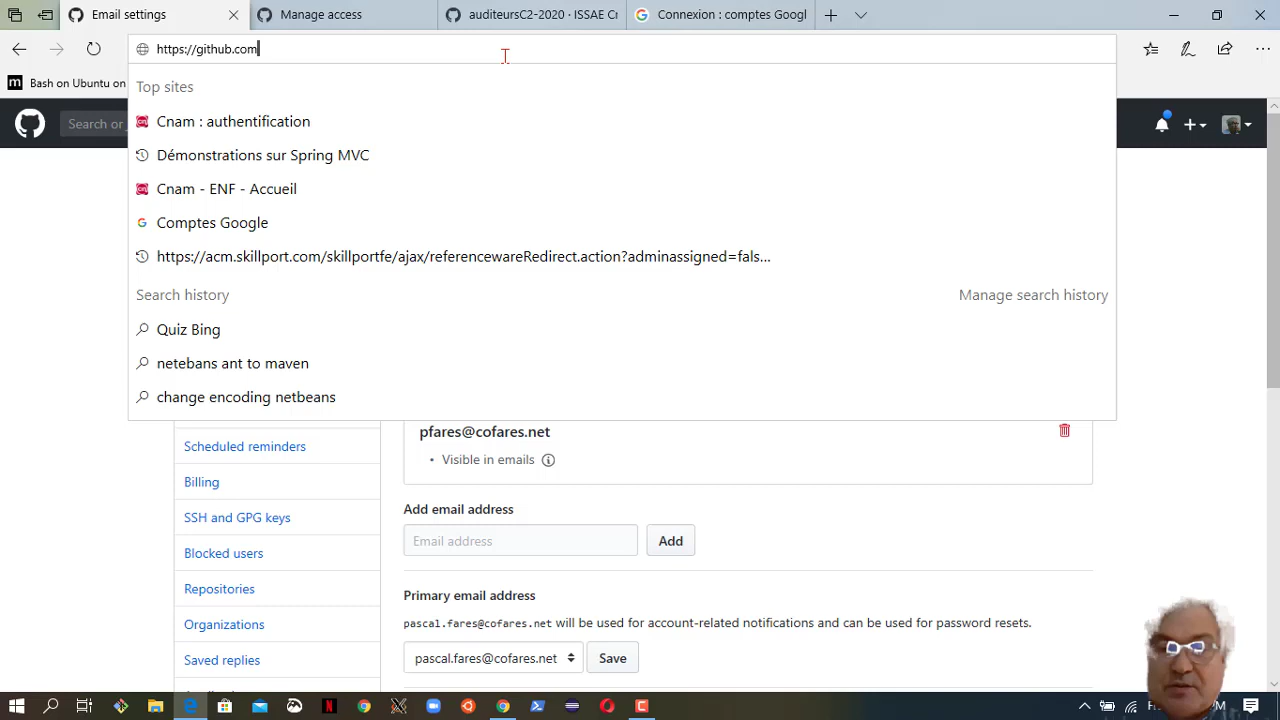 Email settings
Manage access
auditeursC2-2020 · ISSAE Cr
Connexion : comptes Googl
https://github.com
Bash on Ubuntu on
Top sites
Search or
Cnam : authentification
Démonstrations sur Spring MVC
Cnam - ENF - Accueil
Comptes Google
https://acm.skillport.com/skillportfe/ajax/referencewareRedirect.action?adminassigned=fals...
Search history
Manage search history
Quiz Bing
netebans ant to maven
change encoding netbeans
pfares@cofares.net
Scheduled reminders
• Visible in emails
Billing
Add email address
SSH and GPG keys
Email address
Add
Blocked users
Repositories
Primary email address
Organizations
pascal.fares@cofares.net will be used for account-related notifications and can be used for password resets.
Saved replies
pascal.fares@cofares.net
Save